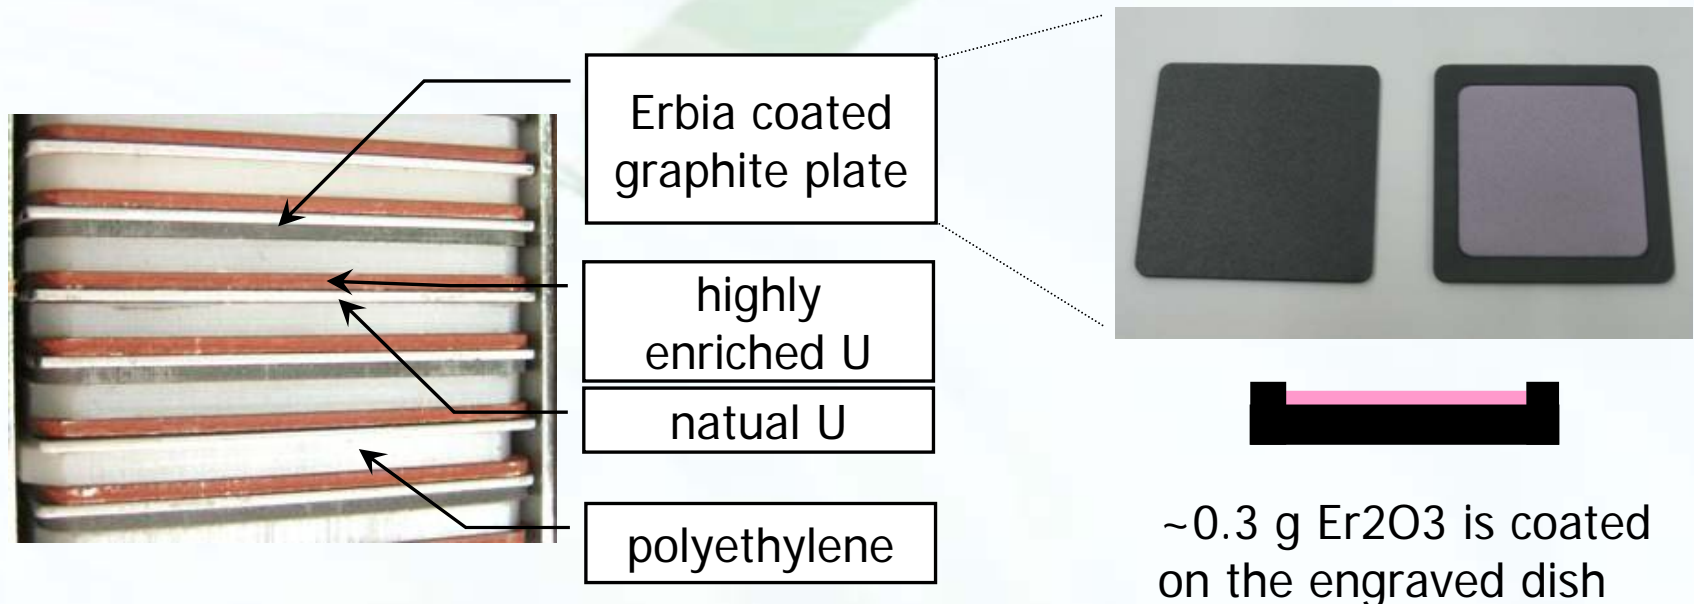 Erbia coated
graphite plate
highly
enriched U
natual U
polyethylene
~0.3 g Er2O3 is coated
on the engraved dish